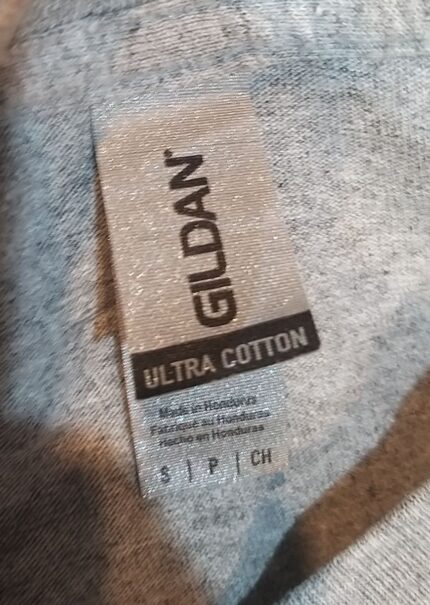 GILDAN®
ULTRA COTTON
Made in Honduras
Fabriqué au Honduras
Hecho en Honduras
S | P | CH